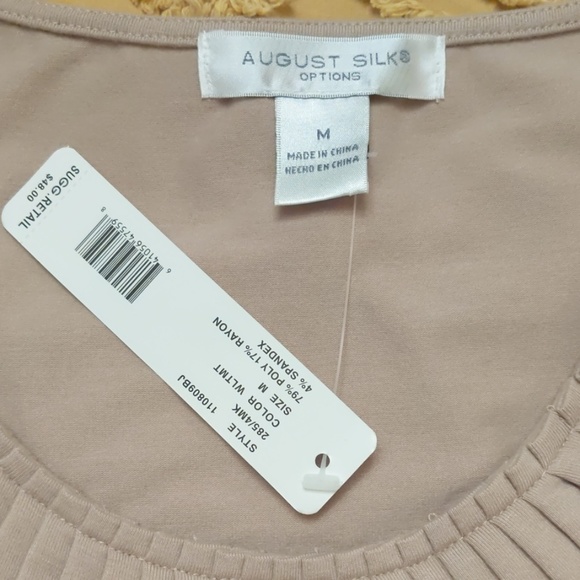 AUGUST SILK®
OPTIONS
M
MADE IN CHINA
HECHO EN CHINA
SUGG.RETAIL
$48.00
STYLE 110809BJ
285/4MK
COLOR WLTMT
SIZE M
79% POLY 17% RAYON
4% SPANDEX